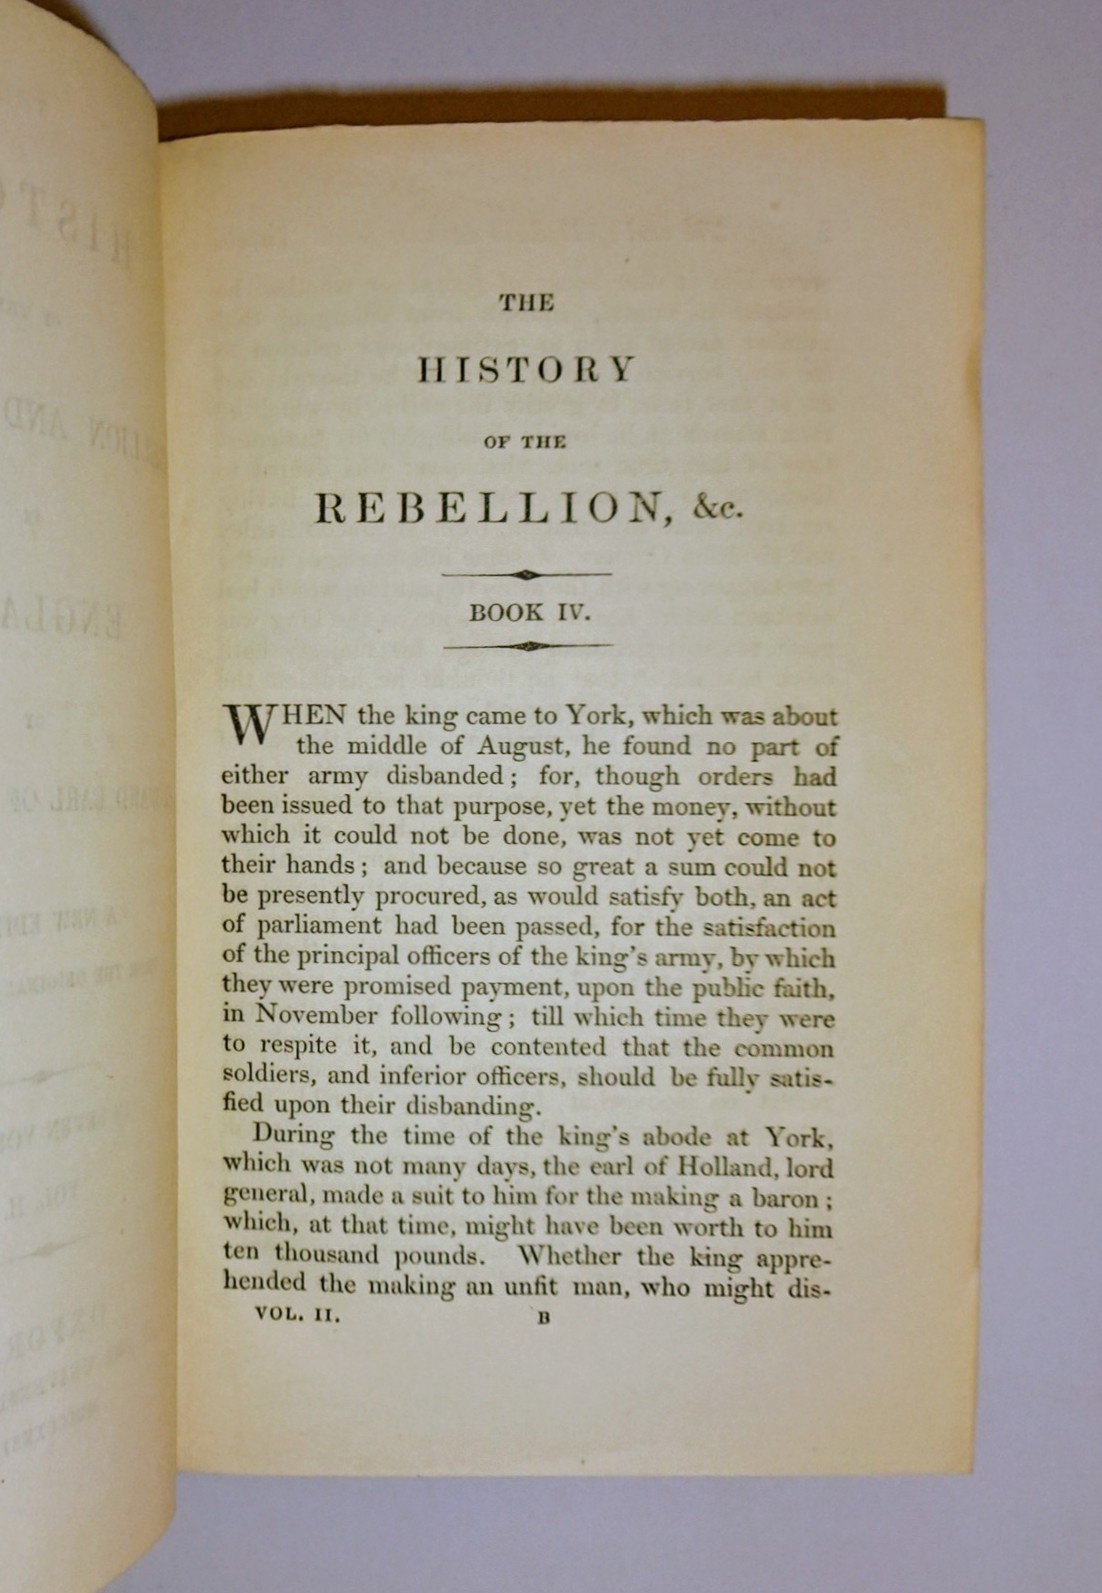 THE
HISTORY
OF THE
REBELLION, &c.
BOOK IV.
WHEN the king came to York, which was about
the middle of August, he found no part of
either army disbanded; for, though orders had
been issued to that purpose, yet the money, without
which it could not be done, was not yet come to
their hands; and because so great a sum could not
be presently procured, as would satisfy both, an act
of parliament had been passed, for the satisfaction
of the principal officers of the king's army, by which
they were promised payment, upon the public faith,
in November following; till which time they were
to respite it, and be contented that the common
soldiers, and inferior officers, should be fully satis-
fied upon their disbanding.
During the time of the king's abode at York,
which was not many days, the earl of Holland, lord
general, made a suit to him for the making a baron;
which, at that time, might have been worth to him
ten thousand pounds. Whether the king appre-
hended the making an unfit man, who might dis-
VOL. II. B